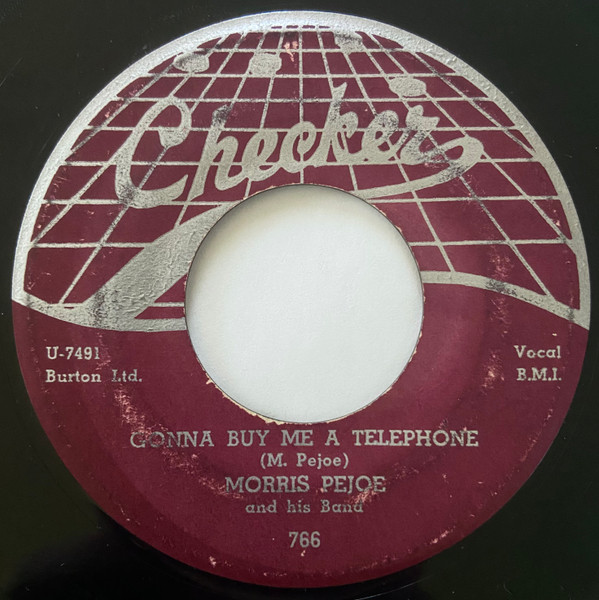 Checker
U-7491
Burton Ltd.
Vocal
B.M.I.
GONNA BUY ME A TELEPHONE
(M. Pejoe)
MORRIS PEJOE
and his Band
766